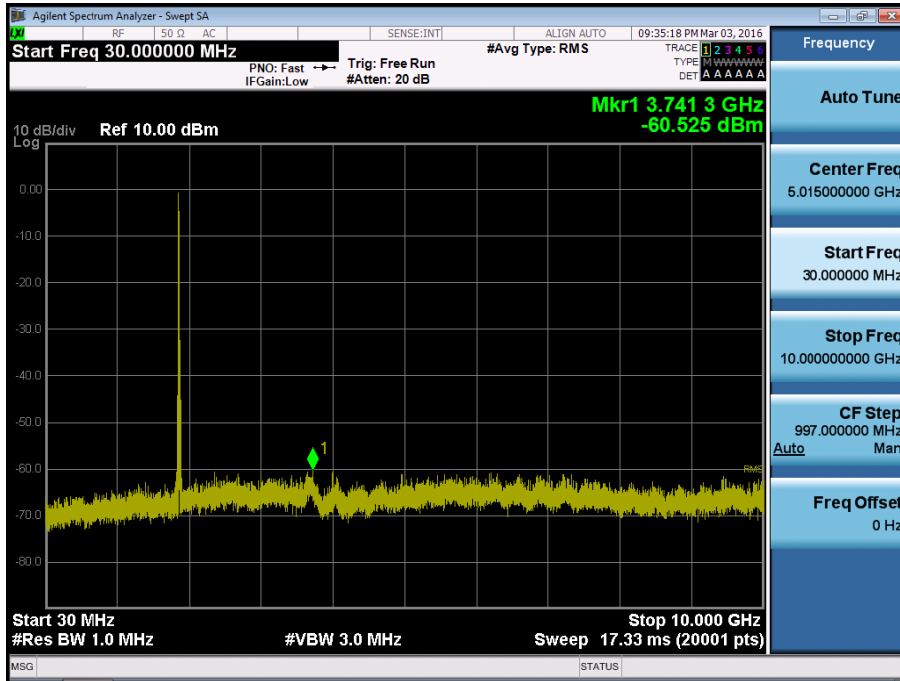 Agilent Spectrum Analyzer - Swept SA
LXI RF 50 Ω AC SENSE:INT ALIGN AUTO 09:35:18 PM Mar 03, 2016
Start Freq 30.000000 MHz
PNO: Fast
IFGain:Low
Trig: Free Run
#Atten: 20 dB
#Avg Type: RMS
TRACE 1 2 3 4 5 6
TYPE M WWWWW
DET A A A A A A
Mkr1 3.741 3 GHz
-60.525 dBm
10 dB/div Ref 10.00 dBm
Log
0.00
-10.0
-20.0
-30.0
-40.0
-50.0
1
-60.0
RMS
-70.0
-80.0
Start 30 MHz Stop 10.000 GHz
#Res BW 1.0 MHz #VBW 3.0 MHz Sweep 17.33 ms (20001 pts)
MSG STATUS
Frequency
Auto Tune
Center Freq
5.015000000 GHz
Start Freq
30.000000 MHz
Stop Freq
10.000000000 GHz
CF Step
997.000000 MHz
Auto Man
Freq Offset
0 Hz